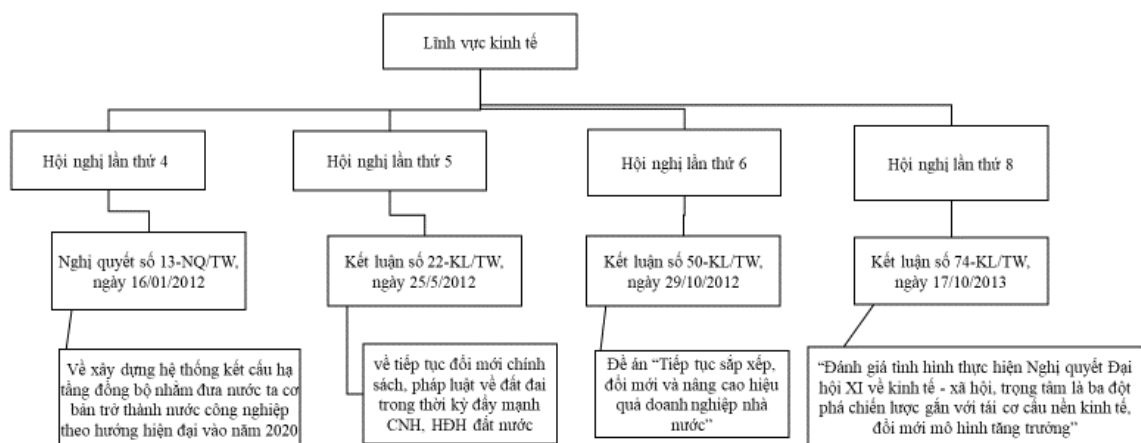 Lĩnh vực kinh tế
Hội nghị lần thứ 4
Hội nghị lần thứ 5
Hội nghị lần thứ 6
Hội nghị lần thứ 8
Nghị quyết số 13-NQ/TW,
ngày 16/01/2012
Kết luận số 22-KL/TW,
ngày 25/5/2012
Kết luận số 50-KL/TW,
ngày 29/10/2012
Kết luận số 74-KL/TW,
ngày 17/10/2013
Về xây dựng hệ thống kết cấu hạ
tầng đồng bộ nhằm đưa nước ta cơ
bản trở thành nước công nghiệp
theo hướng hiện đại vào năm 2020
về tiếp tục đổi mới chính
sách, pháp luật về đất đai
trong thời kỳ đẩy mạnh
CNH, HĐH đất nước
Đề án “Tiếp tục sắp xếp,
đổi mới và nâng cao hiệu
quả doanh nghiệp nhà
nước”
“Đánh giá tình hình thực hiện Nghị quyết Đại
hội XI về kinh tế - xã hội, trọng tâm là ba đột
phá chiến lược gắn với tái cơ cấu nền kinh tế,
đổi mới mô hình tăng trưởng”